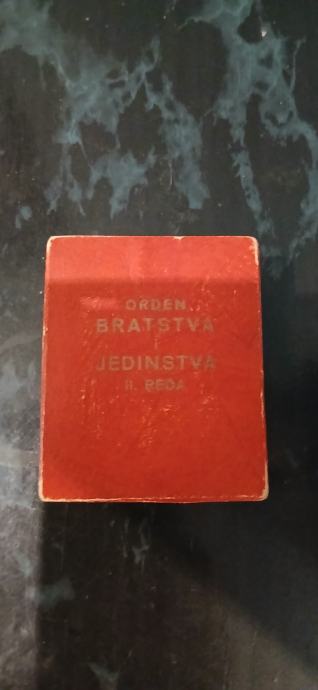 ORDEN
BRATSTVA
I
JEDINSTVA
II. REDA